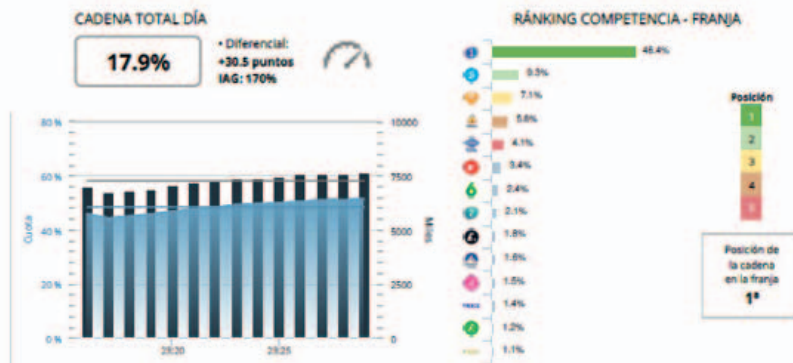 CADENA TOTAL DÍA
17.9%
• Diferencial:
+30.5 puntos
IAG: 170%
80 %
60 %
40 %
20 %
0 %
Cuota
10000
7500
5000
2500
0
Miles
23:20
23:25
RÁNKING COMPETENCIA - FRANJA
48.4%
9.3%
7.1%
5.6%
4.1%
3.4%
2.4%
2.1%
1.8%
1.6%
1.5%
1.4%
1.2%
1.1%
Posición
1
2
3
4
5
Posición de
la cadena
en la franja
1ª